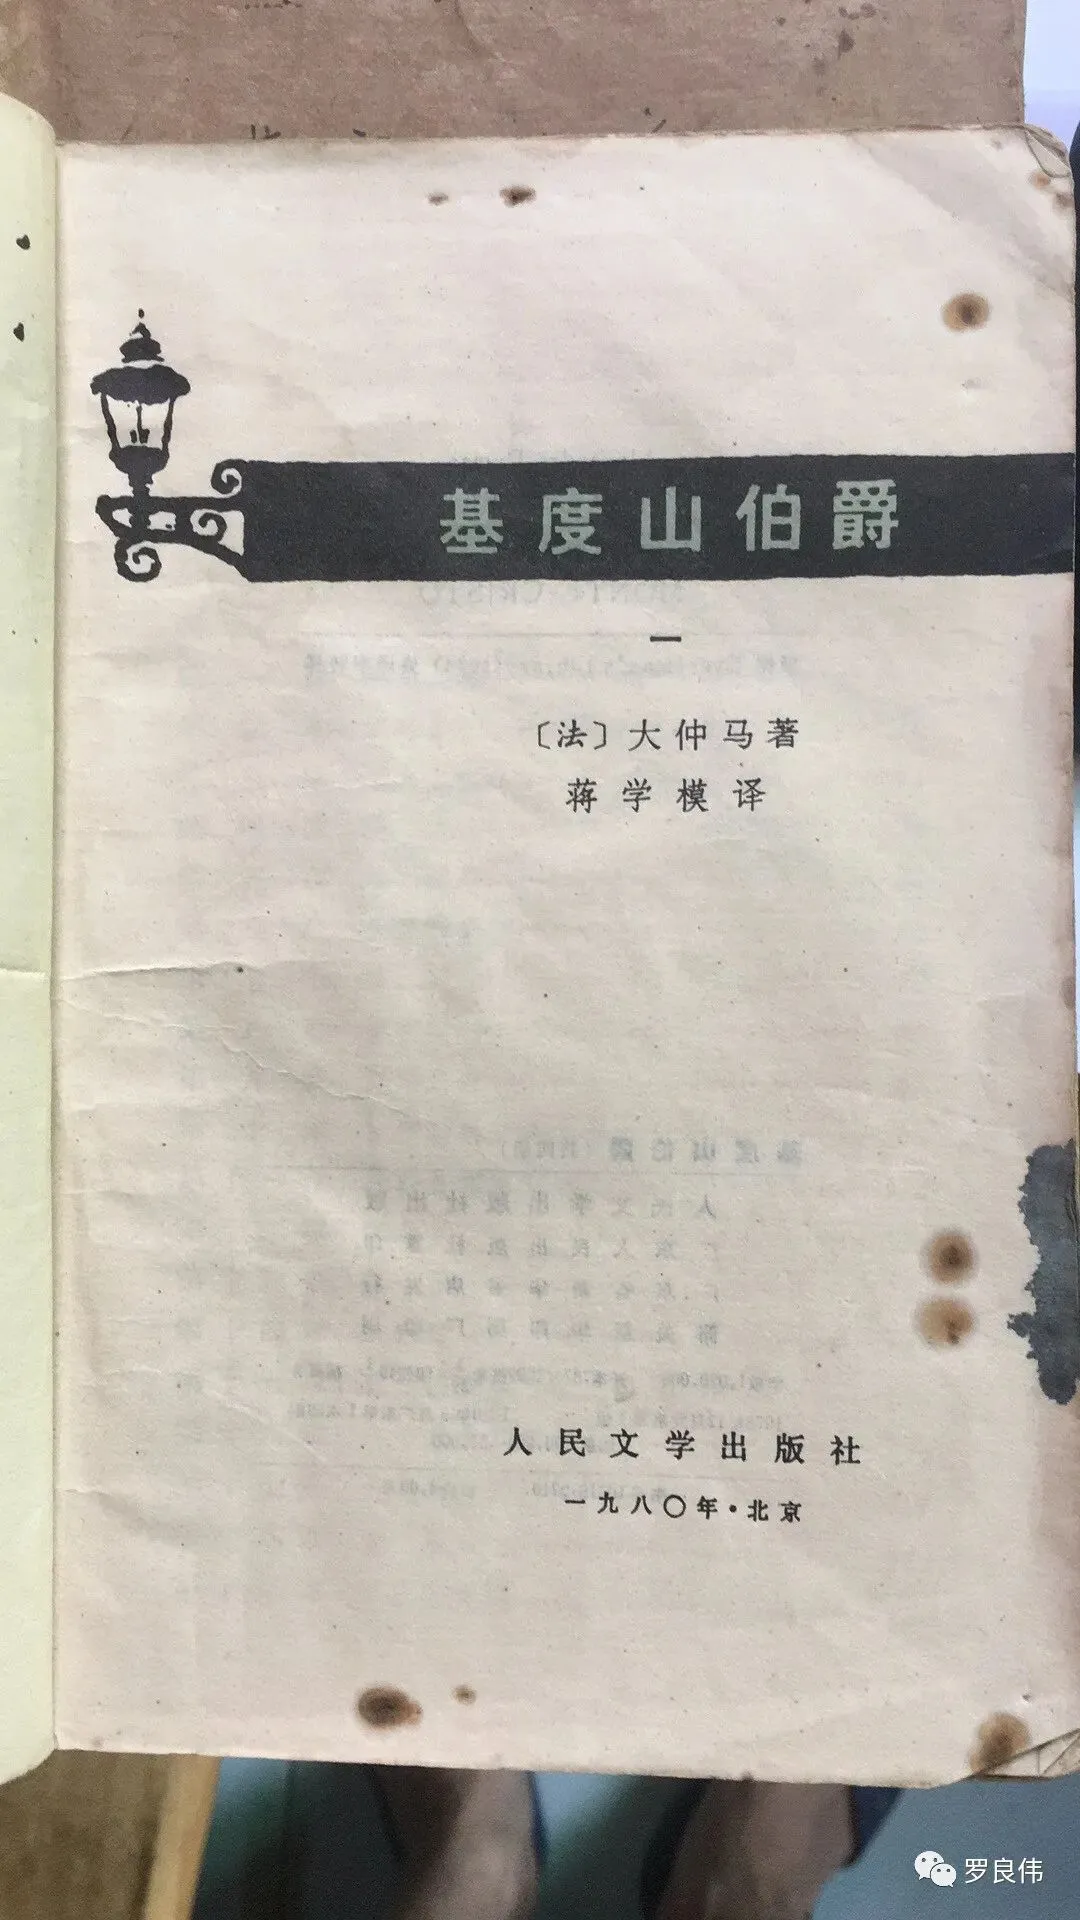 基度山伯爵
一
〔法〕大仲马著
蒋学模译
人民文学出版社
一九八〇年·北京
罗良伟